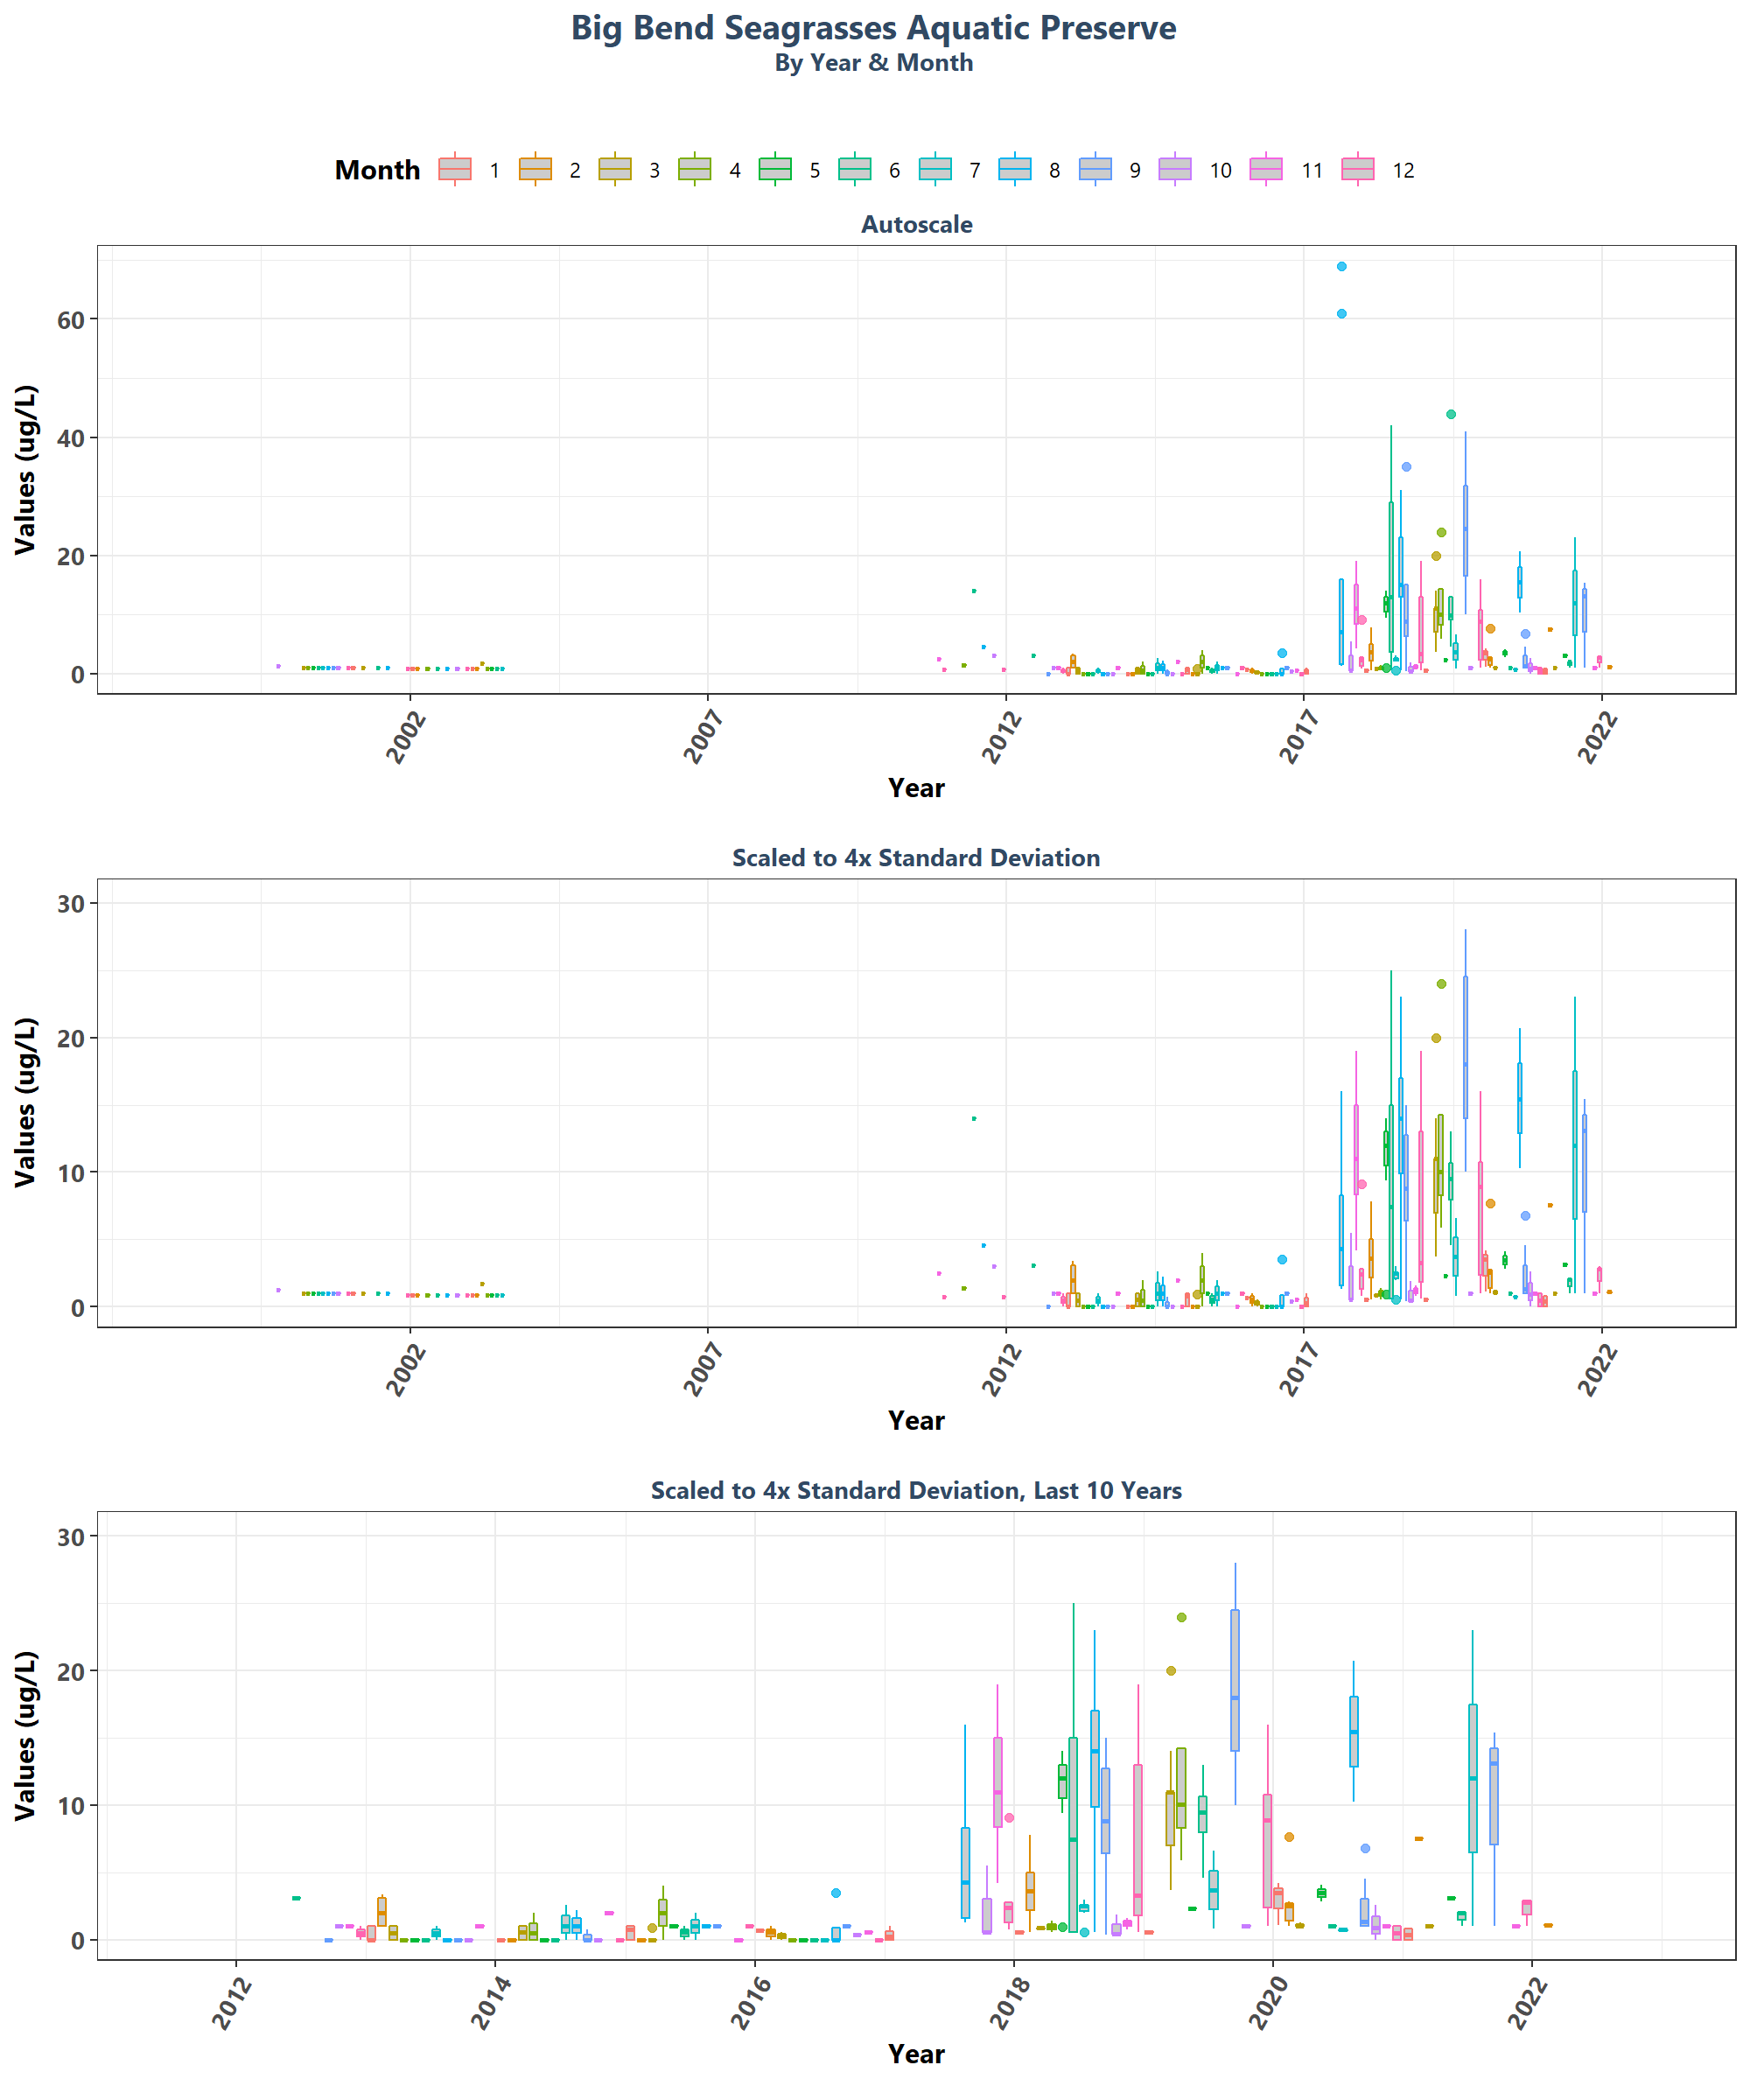 Big Bend Seagrasses Aquatic Preserve
By Year & Month
Month 1 2 3 4 5 6 7 8 9 10 11 12
Autoscale
Values (ug/L)
60
40
20
0
2002 2007 2012 2017 2022
Year
Scaled to 4x Standard Deviation
Values (ug/L)
30
20
10
0
2002 2007 2012 2017 2022
Year
Scaled to 4x Standard Deviation, Last 10 Years
Values (ug/L)
30
20
10
0
2012 2014 2016 2018 2020 2022
Year